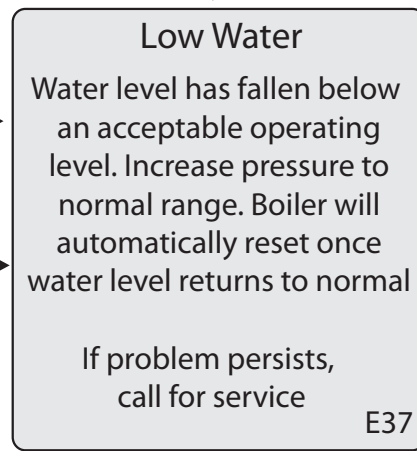 Low Water
Water level has fallen below
an acceptable operating
level. Increase pressure to
normal range. Boiler will
automatically reset once
water level returns to normal
If problem persists,
call for service
E37